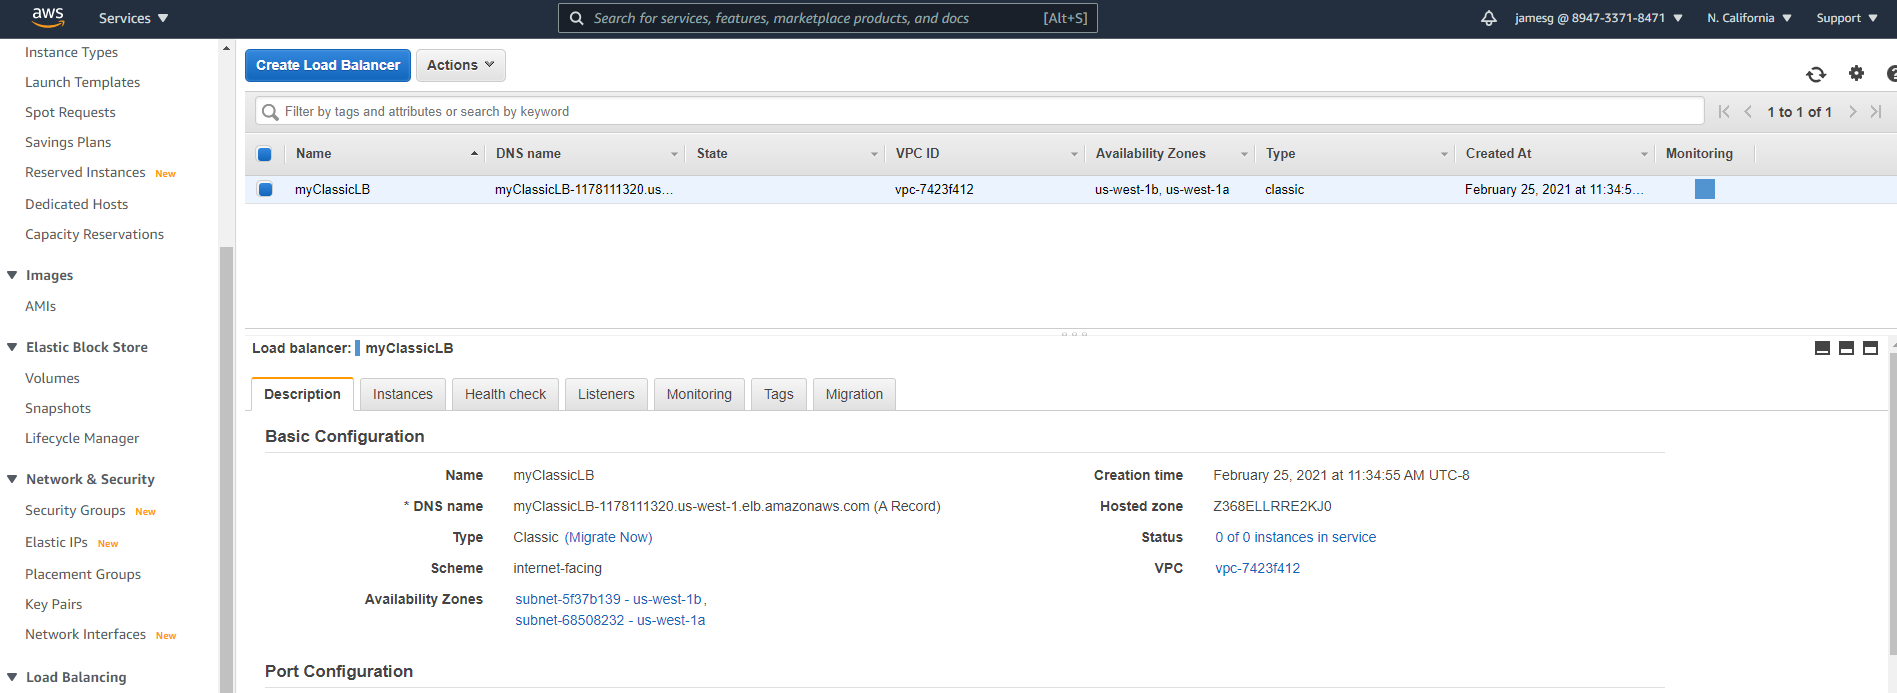 aws
Services
Search for services, features, marketplace products, and docs [Alt+S]
jamesg @ 8947-3371-8471
N. California
Support
Instance Types
Launch Templates
Spot Requests
Savings Plans
Reserved Instances New
Dedicated Hosts
Capacity Reservations
Images
AMIs
Elastic Block Store
Volumes
Snapshots
Lifecycle Manager
Network & Security
Security Groups New
Elastic IPs New
Placement Groups
Key Pairs
Network Interfaces New
Load Balancing
Create Load Balancer
Actions
Filter by tags and attributes or search by keyword
1 to 1 of 1
Name DNS name State VPC ID Availability Zones Type Created At Monitoring
myClassicLB myClassicLB-1178111320.us... vpc-7423f412 us-west-1b, us-west-1a classic February 25, 2021 at 11:34:5...
Load balancer: myClassicLB
Description Instances Health check Listeners Monitoring Tags Migration
Basic Configuration
Name myClassicLB
* DNS name myClassicLB-1178111320.us-west-1.elb.amazonaws.com (A Record)
Type Classic (Migrate Now)
Scheme internet-facing
Availability Zones subnet-5f37b139 - us-west-1b,
subnet-68508232 - us-west-1a
Creation time February 25, 2021 at 11:34:55 AM UTC-8
Hosted zone Z368ELLRRE2KJ0
Status 0 of 0 instances in service
VPC vpc-7423f412
Port Configuration